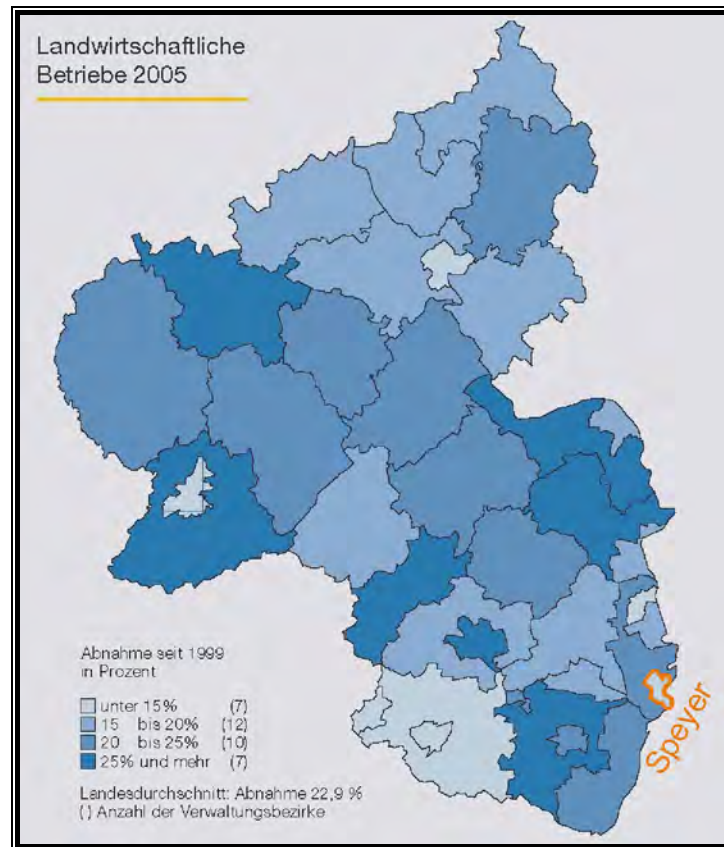 Landwirtschaftliche
Betriebe 2005
Speyer
Abnahme seit 1999
in Prozent
unter 15% (7)
15 bis 20% (12)
20 bis 25% (10)
25% und mehr (7)
Landesdurchschnitt: Abnahme 22,9 %
( ) Anzahl der Verwaltungsbezirke